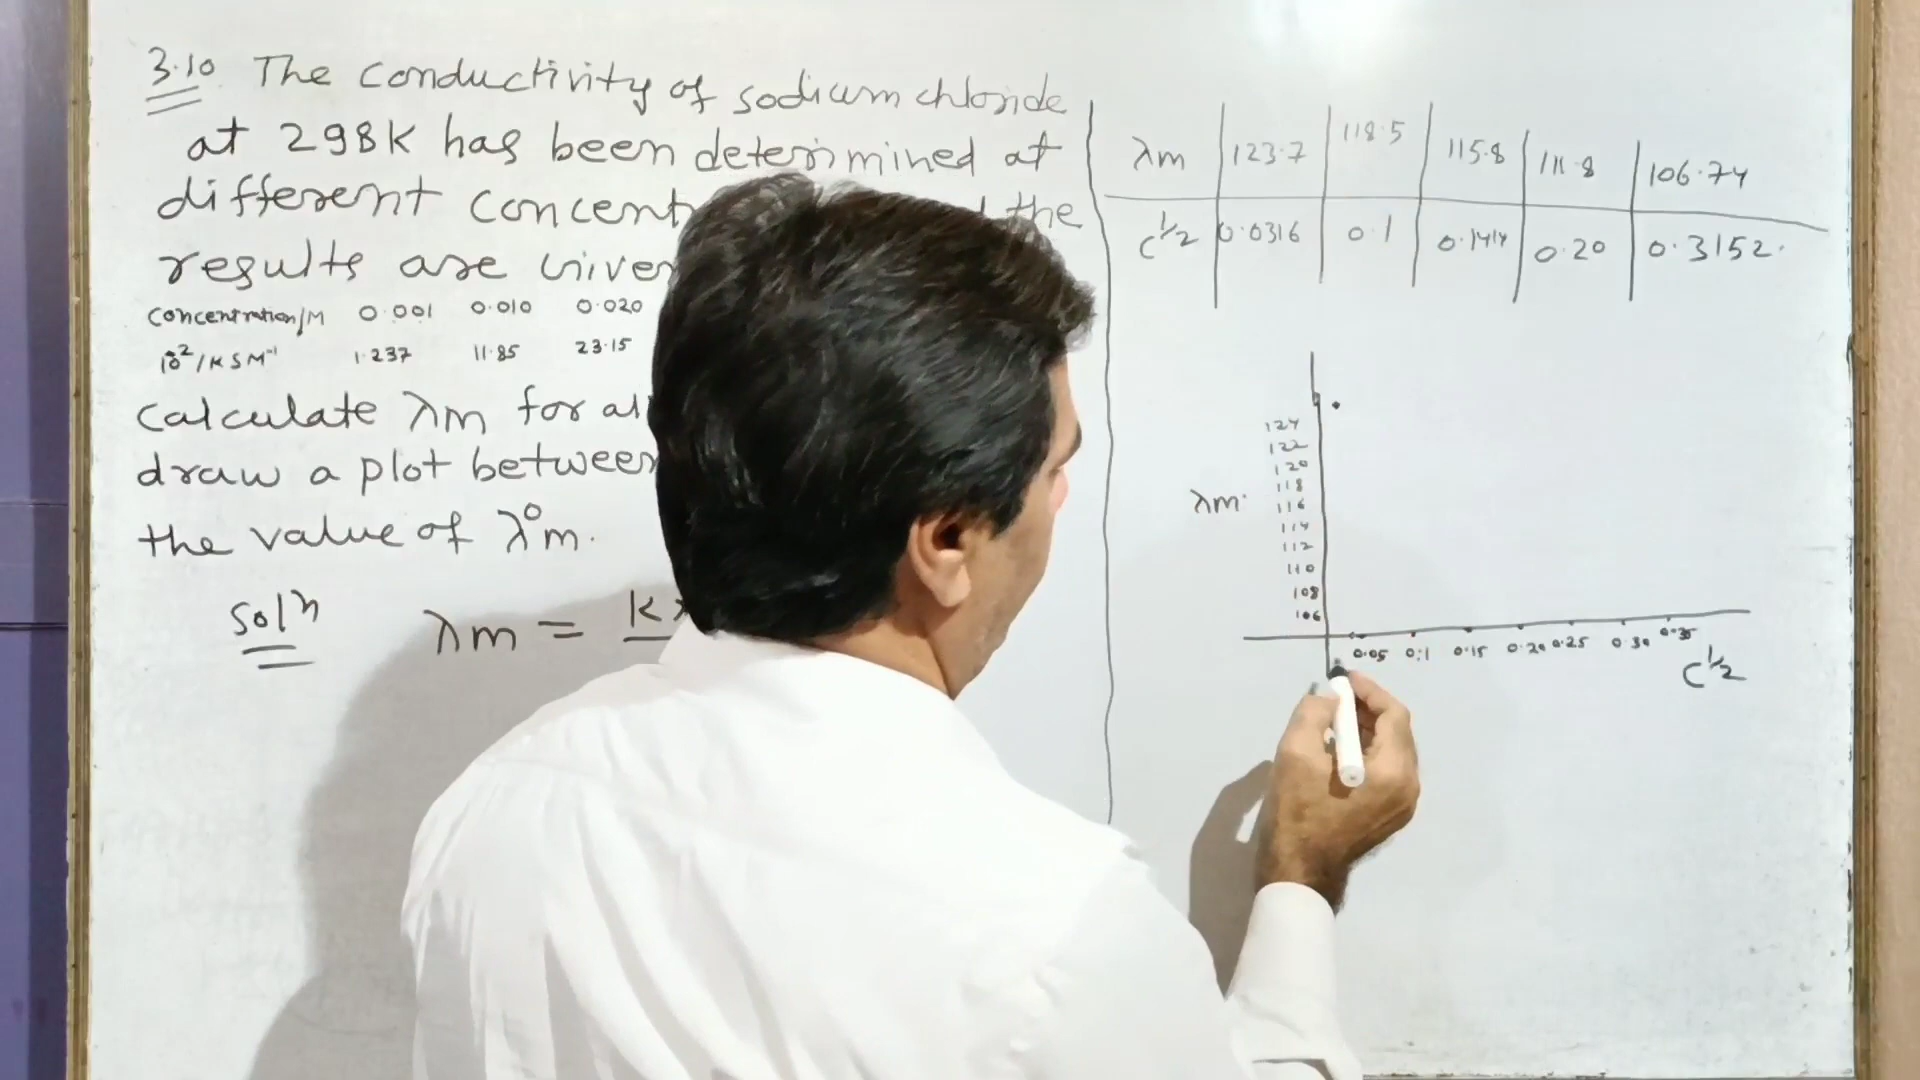 3.10 The conductivity of sodium chloride
at 298K has been determined at
different the
results are
concentration/M 0.001 0.010 0.020
10²/K SM⁻¹ 1.237 11.85 23.15
calculate λm for
draw a plot between
the value of λ°m.
Solⁿ λm = K
λm 123.7 118.5 115.8 111.8 106.74
C½ 0.0316 0.1 0.1414 0.20 0.3152.
124
122
120
118
λm. 116
114
112
110
108
106
0.05 0.1 0.15 0.20 0.25 0.30 0.35
C½